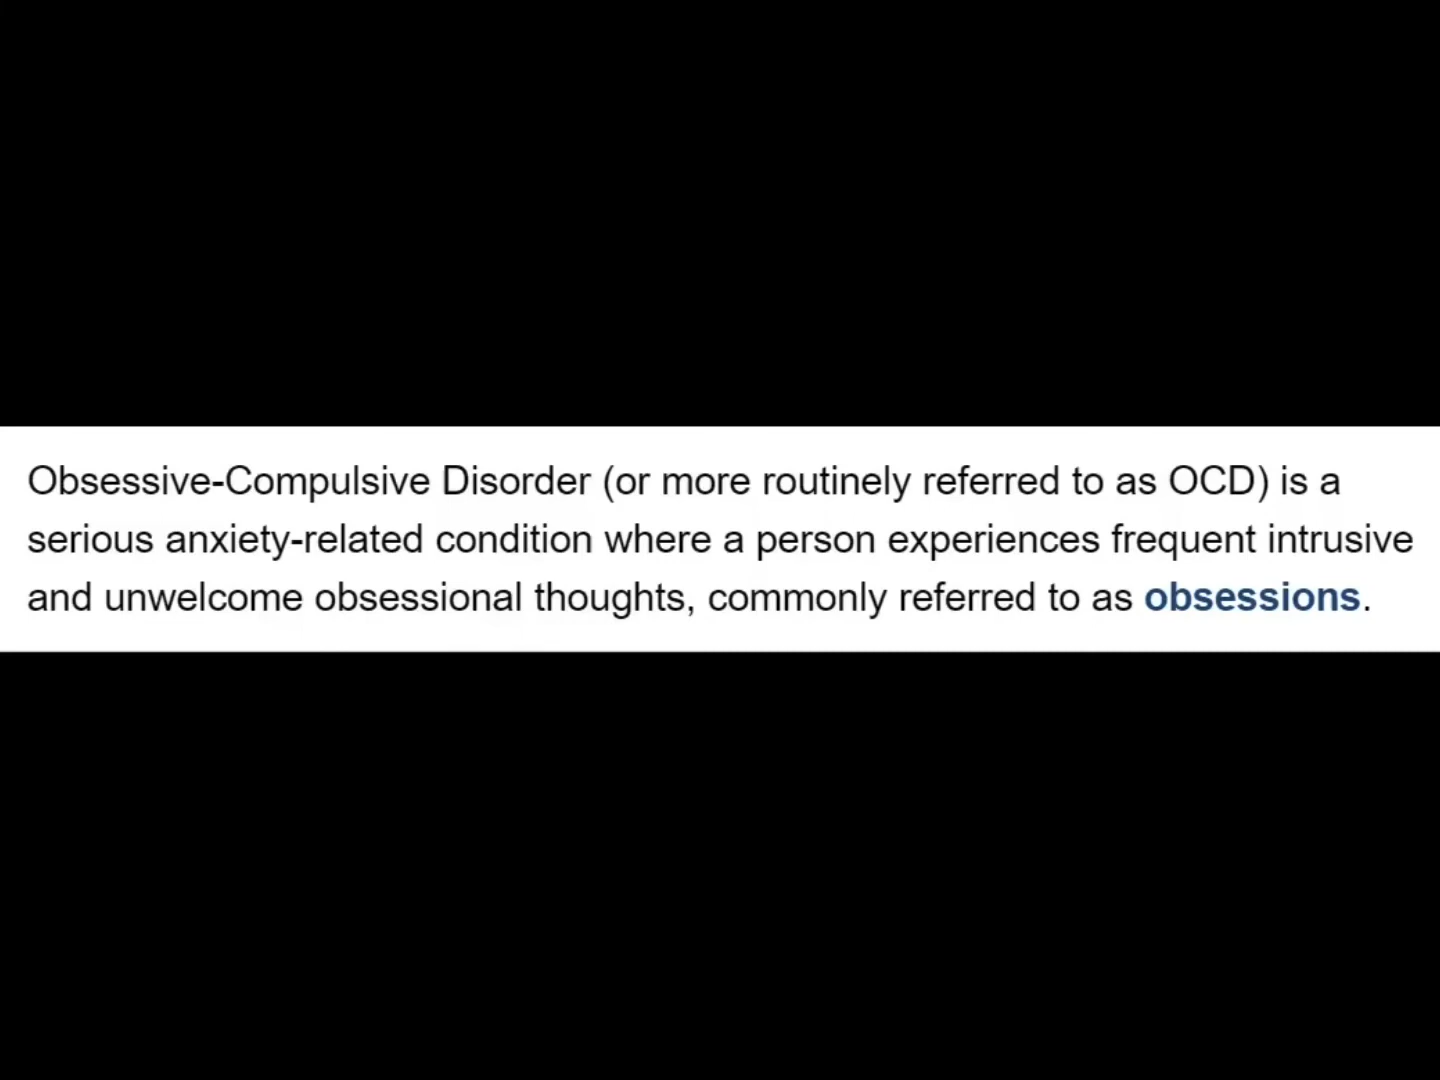 Obsessive-Compulsive Disorder (or more routinely referred to as OCD) is a
serious anxiety-related condition where a person experiences frequent intrusive
and unwelcome obsessional thoughts, commonly referred to as obsessions.